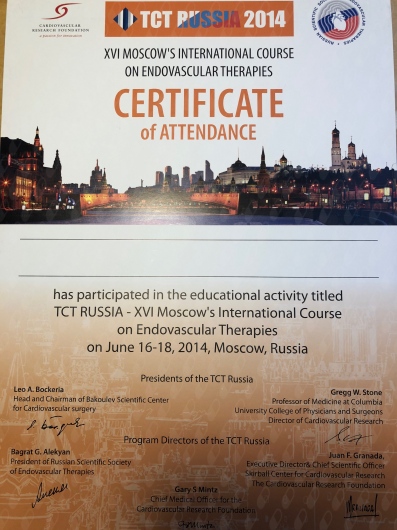 CARDIOVASCULAR
RESEARCH FOUNDATION
TCT RUSSIA 2014
XVI MOSCOW'S INTERNATIONAL COURSE
ON ENDOVASCULAR THERAPIES
CERTIFICATE
of ATTENDANCE
has participated in the educational activity titled
TCT RUSSIA - XVI Moscow's International Course
on Endovascular Therapies
on June 16-18, 2014, Moscow, Russia
Presidents of the TCT Russia
Leo A. Bockeria
Head and Chairman of Bakoulev Scientific Center
for Cardiovascular surgery
Gregg W. Stone
Professor of Medicine at Columbia
University College of Physicians and Surgeons
Director of Cardiovascular Research
Program Directors of the TCT Russia
Bagrat G. Alekyan
President of Russian Scientific Society
of Endovascular Therapies
Juan F. Granada,
Executive Director& Chief Scientific Officer
Skirball Center for Cardiovascular Research
The Cardiovascular Research Foundation
Gary S Mintz
Chief Medical Officer for the
Cardiovascular Research Foundation